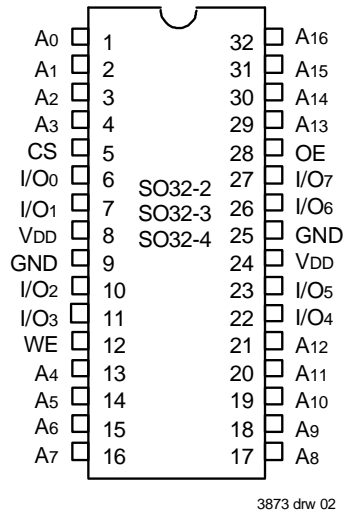 A0 1 32 A16
A1 2 31 A15
A2 3 30 A14
A3 4 29 A13
CS 5 28 OE
I/O0 6 27 I/O7
SO32-2
I/O1 7 26 I/O6
SO32-3
VDD 8 25 GND
SO32-4
GND 9 24 VDD
I/O2 10 23 I/O5
I/O3 11 22 I/O4
WE 12 21 A12
A4 13 20 A11
A5 14 19 A10
A6 15 18 A9
A7 16 17 A8
3873 drw 02